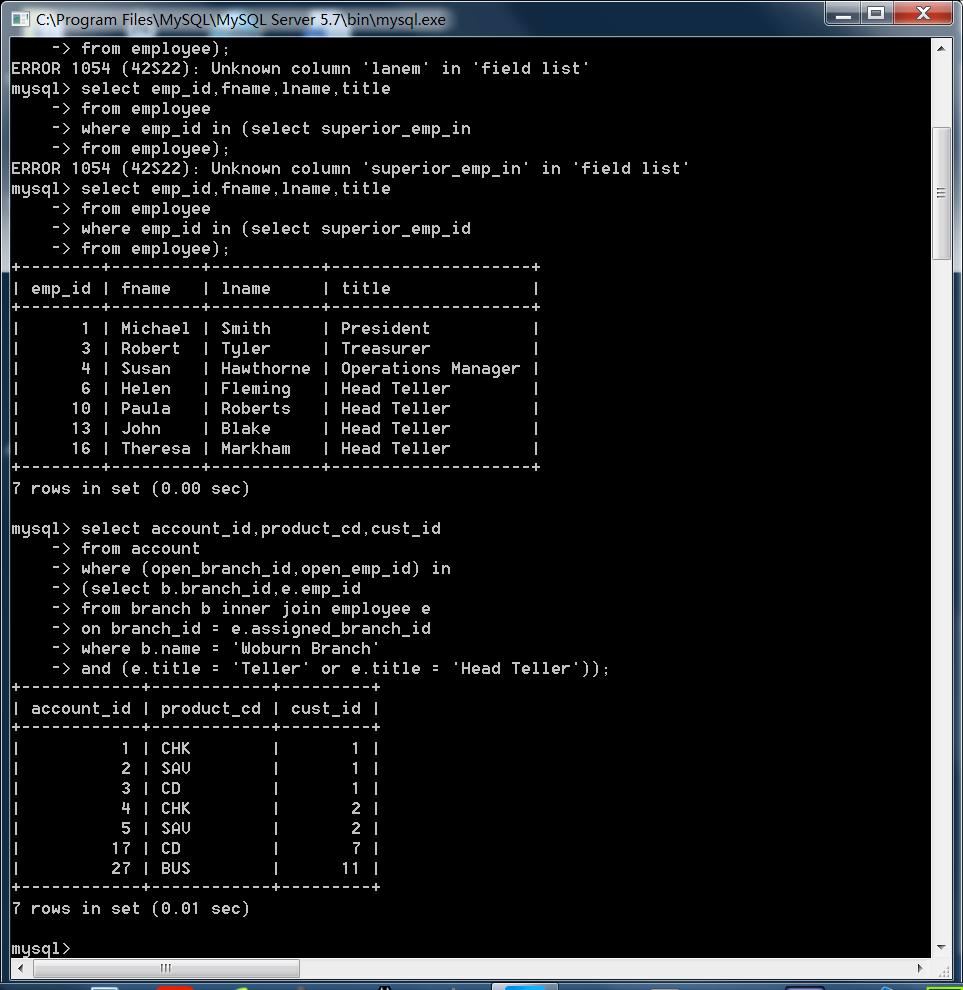 C:\Program Files\MySQL\MySQL Server 5.7\bin\mysql.exe
    -> from employee);
ERROR 1054 (42S22): Unknown column 'lanem' in 'field list'
mysql> select emp_id,fname,lname,title
    -> from employee
    -> where emp_id in (select superior_emp_in
    -> from employee);
ERROR 1054 (42S22): Unknown column 'superior_emp_in' in 'field list'
mysql> select emp_id,fname,lname,title
    -> from employee
    -> where emp_id in (select superior_emp_id
    -> from employee);
+--------+---------+-----------+--------------------+
| emp_id | fname   | lname     | title              |
+--------+---------+-----------+--------------------+
|      1 | Michael | Smith     | President          |
|      3 | Robert  | Tyler     | Treasurer          |
|      4 | Susan   | Hawthorne | Operations Manager |
|      6 | Helen   | Fleming   | Head Teller        |
|     10 | Paula   | Roberts   | Head Teller        |
|     13 | John    | Blake     | Head Teller        |
|     16 | Theresa | Markham   | Head Teller        |
+--------+---------+-----------+--------------------+
7 rows in set (0.00 sec)

mysql> select account_id,product_cd,cust_id
    -> from account
    -> where (open_branch_id,open_emp_id) in
    -> (select b.branch_id,e.emp_id
    -> from branch b inner join employee e
    -> on branch_id = e.assigned_branch_id
    -> where b.name = 'Woburn Branch'
    -> and (e.title = 'Teller' or e.title = 'Head Teller'));
+------------+------------+---------+
| account_id | product_cd | cust_id |
+------------+------------+---------+
|          1 | CHK        |       1 |
|          2 | SAV        |       1 |
|          3 | CD         |       1 |
|          4 | CHK        |       2 |
|          5 | SAV        |       2 |
|         17 | CD         |       7 |
|         27 | BUS        |      11 |
+------------+------------+---------+
7 rows in set (0.01 sec)

mysql>